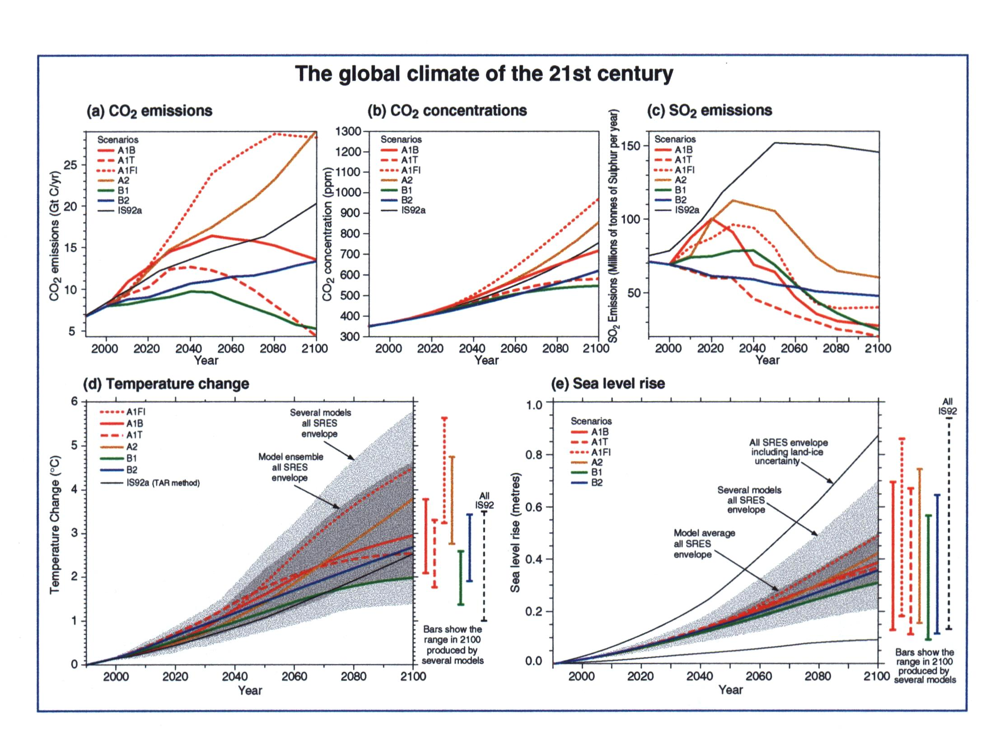 The global climate of the 21st century
(a) CO₂ emissions
CO₂ emissions (Gt C/yr)
25
20
15
10
5
Scenarios
A1B
A1T
A1FI
A2
B1
B2
IS92a
2000 2020 2040 2060 2080 2100
Year
(b) CO₂ concentrations
CO₂ concentration (ppm)
1300
1200
1100
1000
900
800
700
600
500
400
300
Scenarios
A1B
A1T
A1FI
A2
B1
B2
IS92a
2000 2020 2040 2060 2080 2100
Year
(c) SO₂ emissions
SO₂ Emissions (Millions of tonnes of Sulphur per year)
150
100
50
Scenarios
A1B
A1T
A1FI
A2
B1
B2
IS92a
2000 2020 2040 2060 2080 2100
Year
(d) Temperature change
Temperature Change (°C)
6
5
4
3
2
1
0
A1FI
A1B
A1T
A2
B1
B2
IS92a (TAR method)
Several models
all SRES
envelope
Model ensemble
all SRES
envelope
All
IS92
Bars show the
range in 2100
produced by
several models
2000 2020 2040 2060 2080 2100
Year
(e) Sea level rise
Sea level rise (metres)
1.0
0.8
0.6
0.4
0.2
0.0
Scenarios
A1B
A1T
A1FI
A2
B1
B2
All SRES envelope
including land-ice
uncertainty
Several models
all SRES
envelope
Model average
all SRES
envelope
All
IS92
Bars show the
range in 2100
produced by
several models
2000 2020 2040 2060 2080 2100
Year